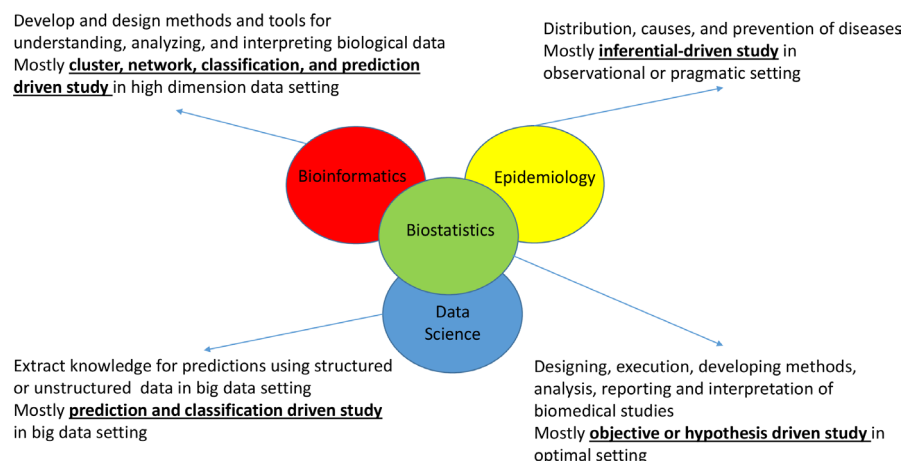 Develop and design methods and tools for
understanding, analyzing, and interpreting biological data
Mostly cluster, network, classification, and prediction
driven study in high dimension data setting
Distribution, causes, and prevention of diseases
Mostly inferential-driven study in
observational or pragmatic setting
Bioinformatics
Epidemiology
Biostatistics
Data
Science
Extract knowledge for predictions using structured
or unstructured data in big data setting
Mostly prediction and classification driven study
in big data setting
Designing, execution, developing methods,
analysis, reporting and interpretation of
biomedical studies
Mostly objective or hypothesis driven study in
optimal setting